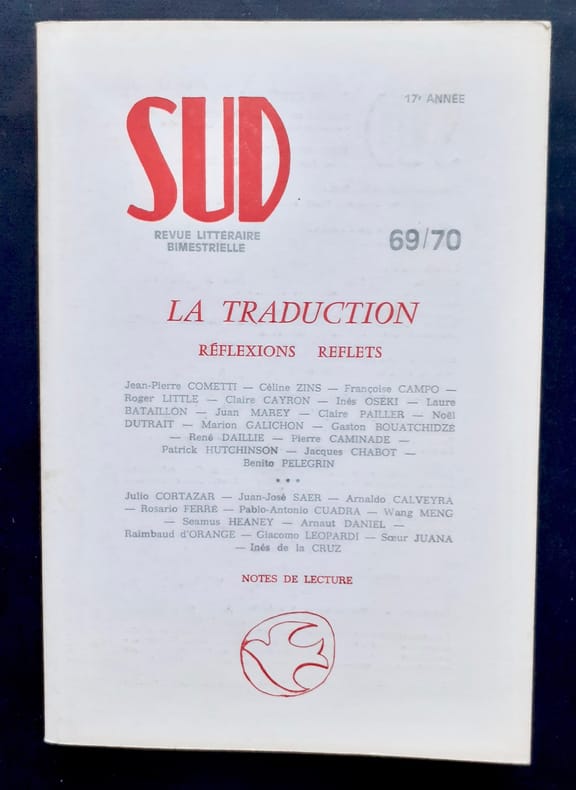 SUD
17e ANNÉE
REVUE LITTÉRAIRE
BIMESTRIELLE
69/70
LA TRADUCTION
RÉFLEXIONS REFLETS
Jean-Pierre COMETTI — Céline ZINS — Françoise CAMPO —
Roger LITTLE — Claire CAYRON — Inès OSEKI — Laure
BATAILLON — Juan MAREY — Claire PAILLER — Noël
DUTRAIT — Marion GALICHON — Gaston BOUATCHIDZÉ
— René DAILLIE — Pierre CAMINADE —
Patrick HUTCHINSON — Jacques CHABOT —
Benito PELEGRIN
* * *
Julio CORTAZAR — Juan-José SAER — Arnaldo CALVEYRA
— Rosario FERRÉ — Pablo-Antonio CUADRA — Wang MENG
— Seamus HEANEY — Arnaut DANIEL —
Raimbaud d'ORANGE — Giacomo LEOPARDI — Sœur JUANA
— Inés de la CRUZ
NOTES DE LECTURE